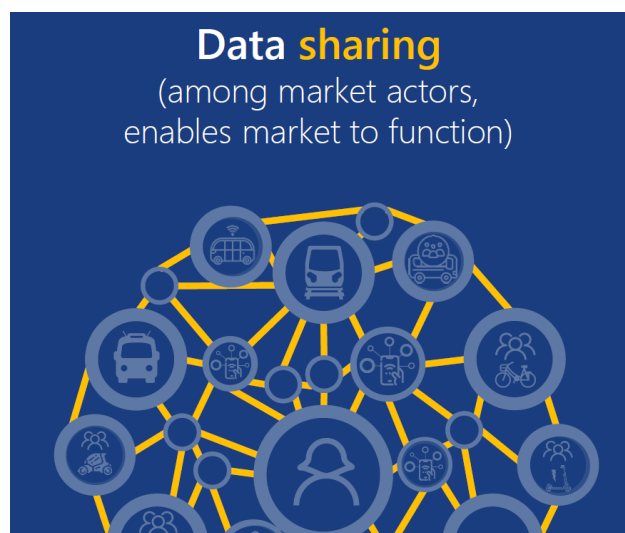 Data sharing
(among market actors,
enables market to function)